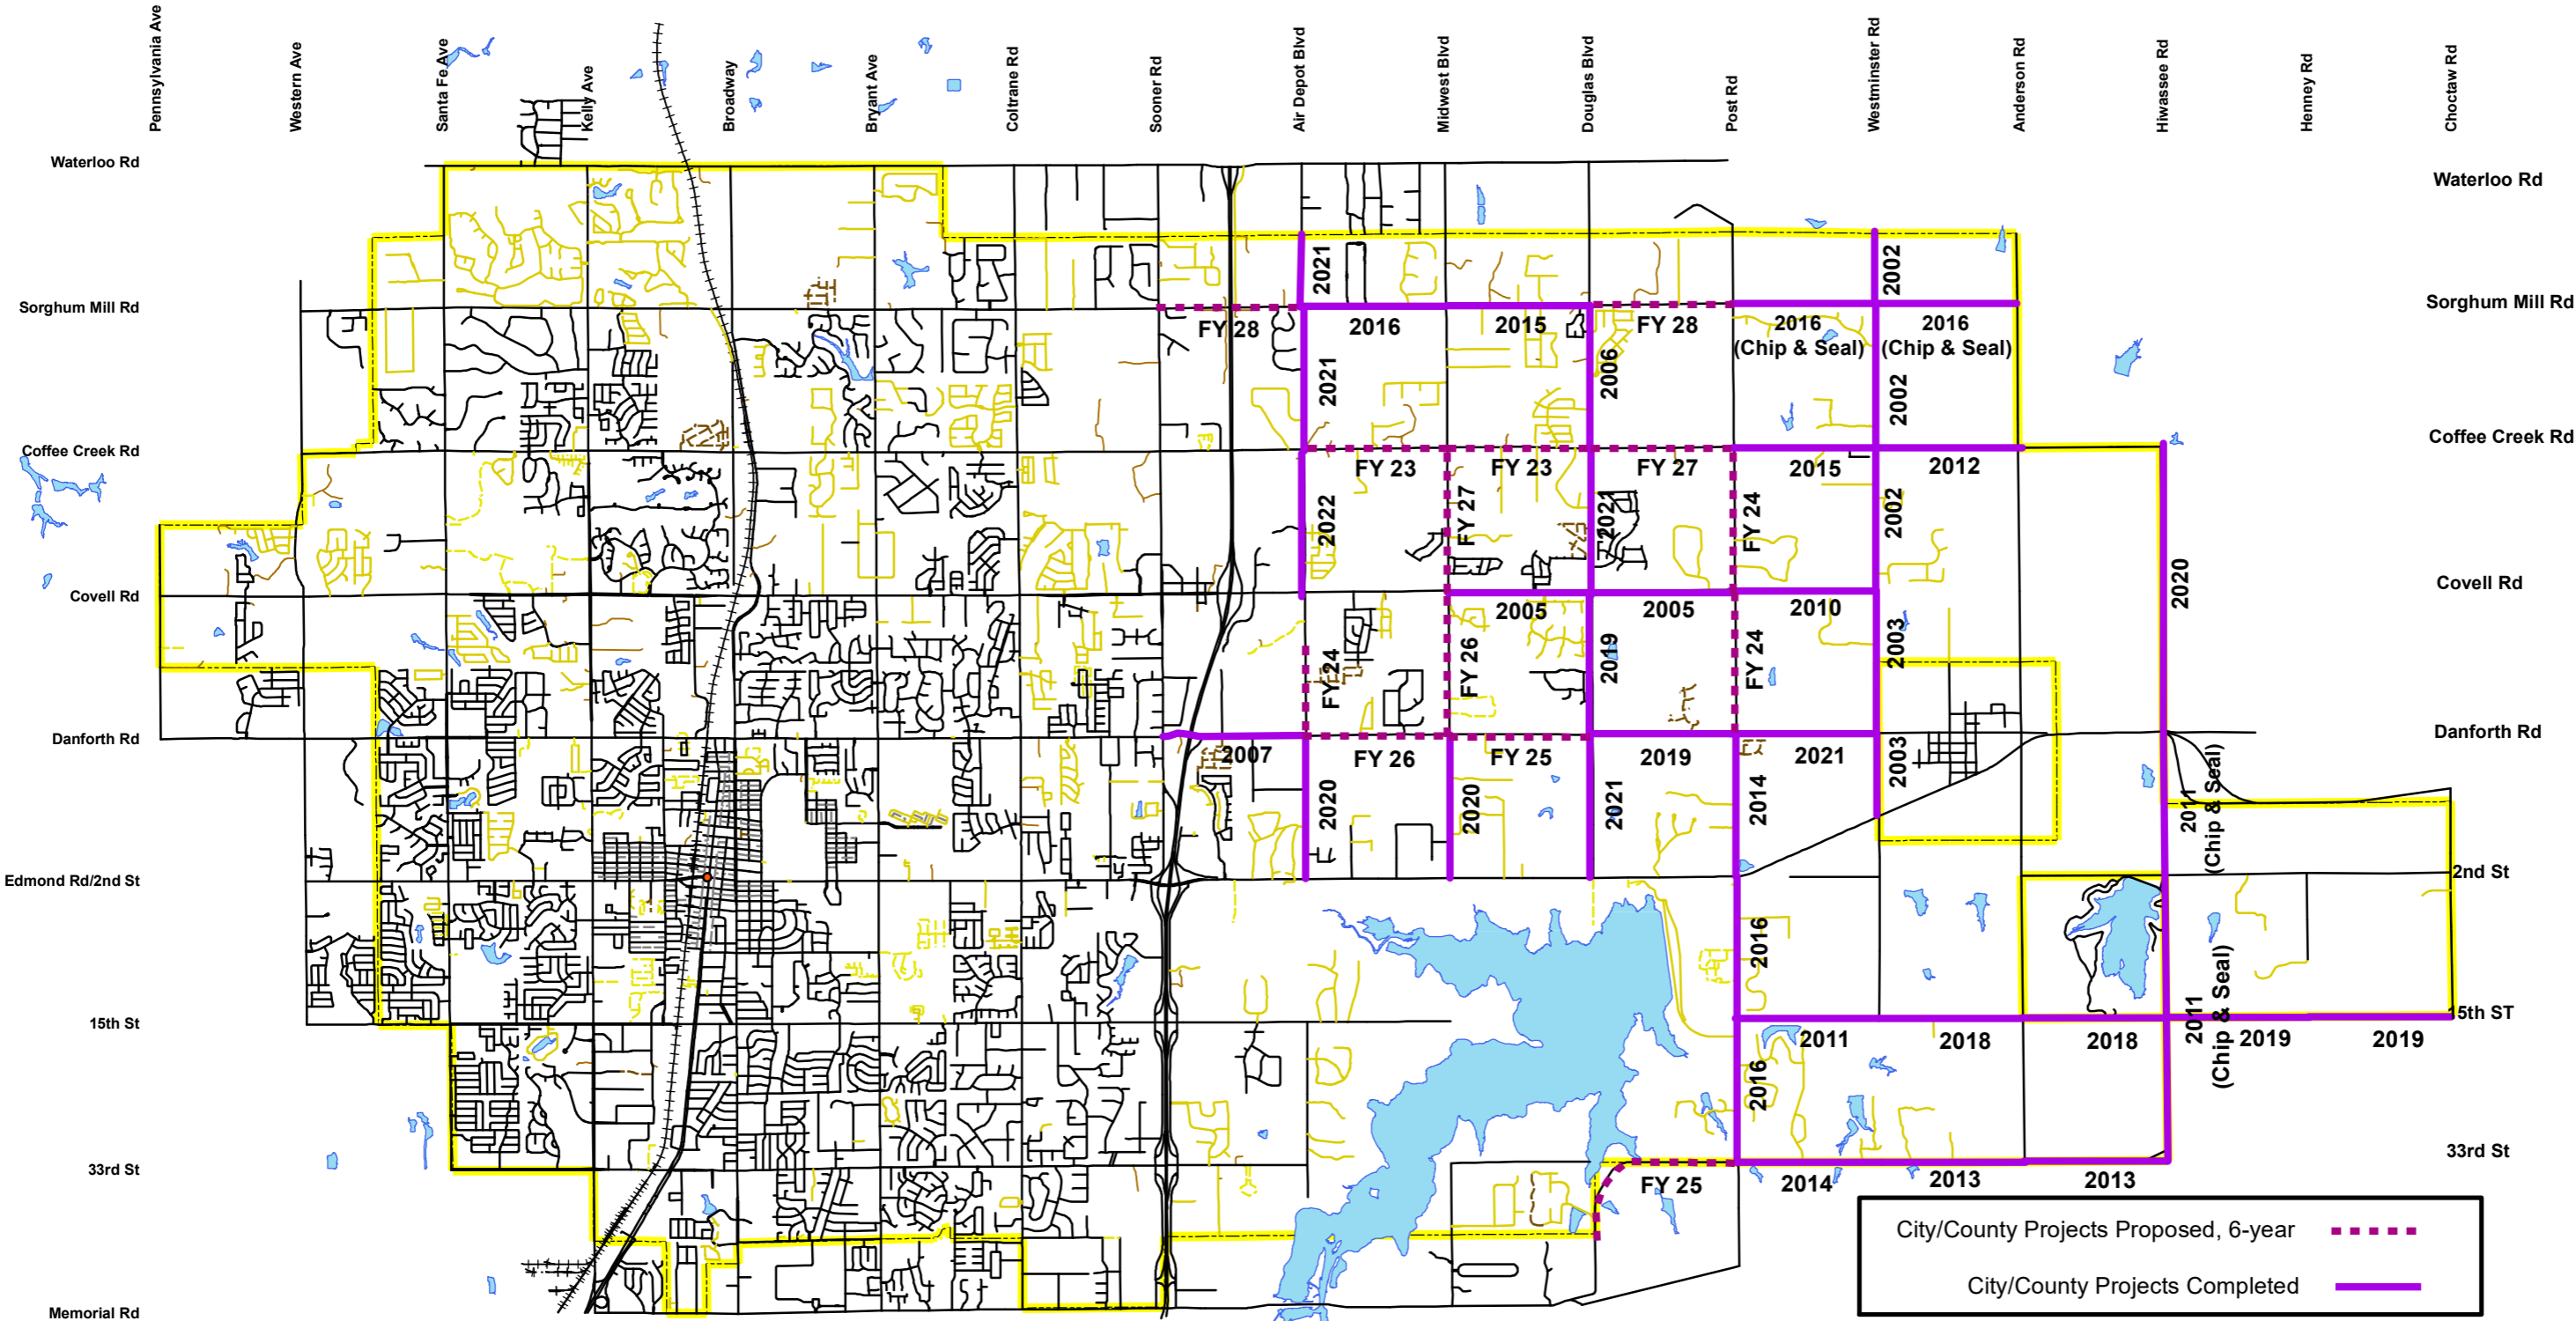 Pennsylvania Ave
Western Ave
Santa Fe Ave
Kelly Ave
Broadway
Bryant Ave
Coltrane Rd
Sooner Rd
Air Depot Blvd
Midwest Blvd
Douglas Blvd
Post Rd
Westminster Rd
Anderson Rd
Hiwassee Rd
Henney Rd
Choctaw Rd
Waterloo Rd
Waterloo Rd
2021
2002
Sorghum Mill Rd
Sorghum Mill Rd
FY 28
2016
2015
FY 28
2016
(Chip & Seal)
2016
(Chip & Seal)
2021
2006
2002
Coffee Creek Rd
Coffee Creek Rd
FY 23
FY 23
FY 27
2015
2012
2022
FY 27
2021
FY 24
2002
2020
Covell Rd
Covell Rd
2005
2005
2010
FY 24
FY 26
2019
FY 24
2003
Danforth Rd
Danforth Rd
2007
FY 26
FY 25
2019
2021
2003
2020
2020
2021
2014
2011
(Chip & Seal)
Edmond Rd/2nd St
2nd St
2016
15th St
15th ST
2011
2018
2018
2011
(Chip & Seal)
2019
2019
2016
33rd St
33rd St
FY 25
2014
2013
2013
City/County Projects Proposed, 6-year
City/County Projects Completed
Memorial Rd